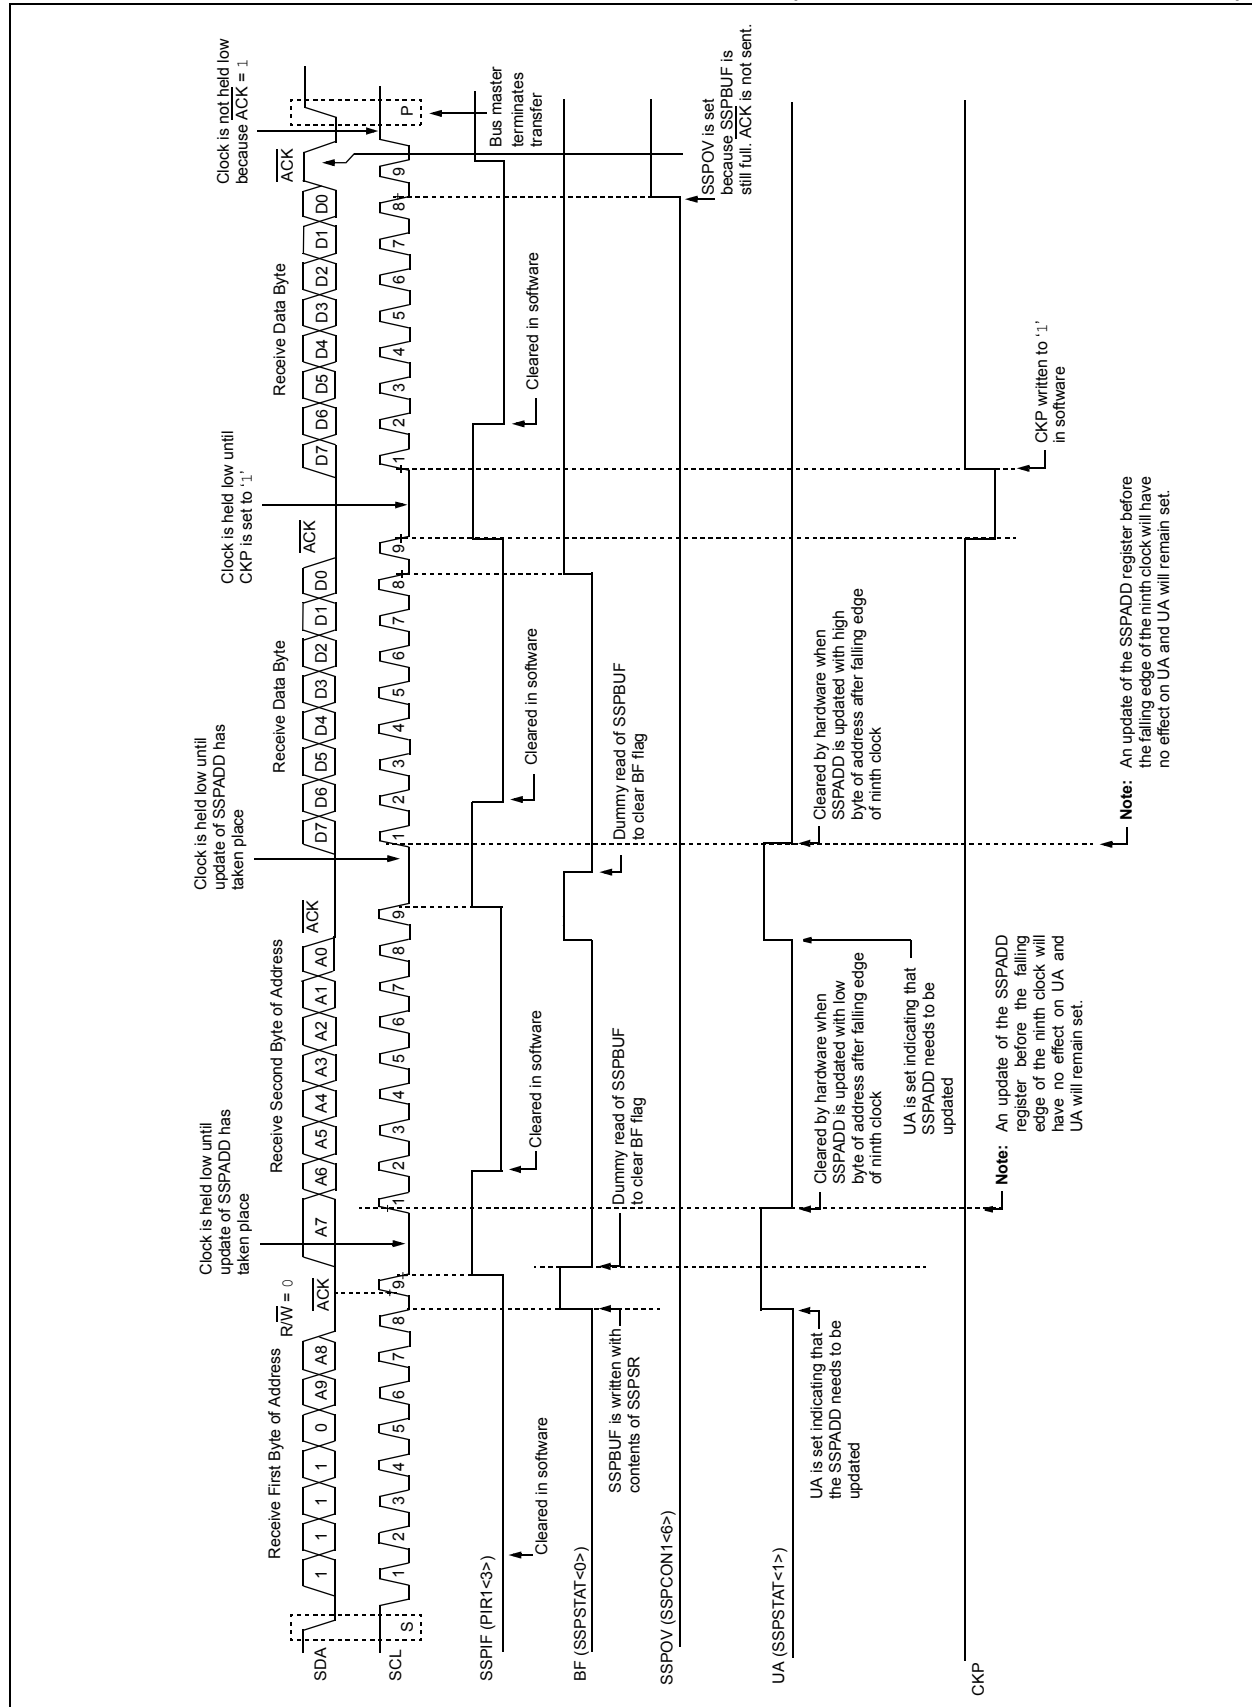 Receive First Byte of Address
R/W = 0
ACK
Clock is held low until
update of SSPADD has
taken place
Receive Second Byte of Address
ACK
Clock is held low until
update of SSPADD has
taken place
Receive Data Byte
ACK
Clock is held low until
CKP is set to ‘1’
Receive Data Byte
ACK
Clock is not held low
because ACK = 1
SDA
1 1 1 1 0 A9 A8
A7 A6 A5 A4 A3 A2 A1 A0
D7 D6 D5 D4 D3 D2 D1 D0
D7 D6 D5 D4 D3 D2 D1 D0
SCL
S
1 2 3 4 5 6 7 8 9
1 2 3 4 5 6 7 8 9
1 2 3 4 5 6 7 8 9
1 2 3 4 5 6 7 8 9
P
Bus master
terminates
transfer
SSPIF (PIR1<3>)
Cleared in software
Cleared in software
Cleared in software
Cleared in software
BF (SSPSTAT<0>)
SSPBUF is written with
contents of SSPSR
Dummy read of SSPBUF
to clear BF flag
Dummy read of SSPBUF
to clear BF flag
SSPOV (SSPCON1<6>)
SSPOV is set
because SSPBUF is
still full. ACK is not sent.
UA (SSPSTAT<1>)
UA is set indicating that
the SSPADD needs to be
updated
Cleared by hardware when
SSPADD is updated with low
byte of address after falling edge
of ninth clock
UA is set indicating that
SSPADD needs to be
updated
Cleared by hardware when
SSPADD is updated with high
byte of address after falling edge
of ninth clock
CKP
Note: An update of the SSPADD
register before the falling
edge of the ninth clock will
have no effect on UA and
UA will remain set.
Note: An update of the SSPADD register before
the falling edge of the ninth clock will have
no effect on UA and UA will remain set.
CKP written to ‘1’
in software